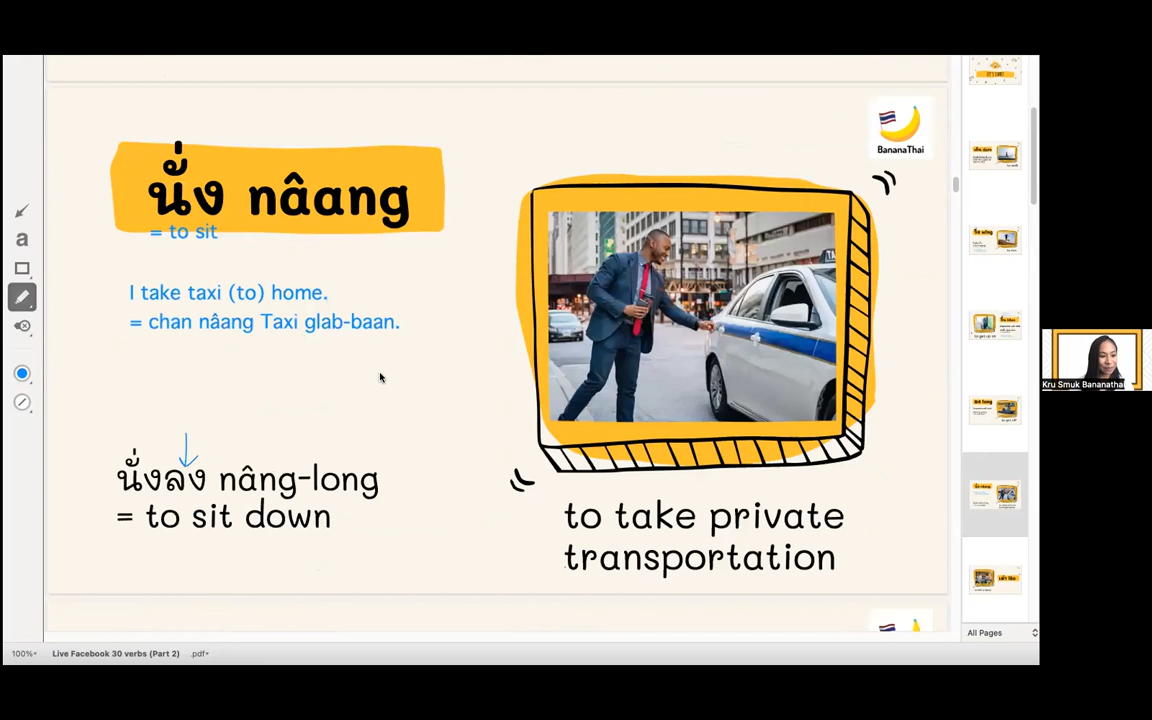 BananaThai
นั่ง nâang
= to sit
I take taxi (to) home.
= chan nâang Taxi glab-baan.
นั่งลง nâng-long
= to sit down
TA
to take private
transportation
a
Kru Smuk Bananathai
All Pages
100%
Live Facebook 30 verbs (Part 2)
.pdf